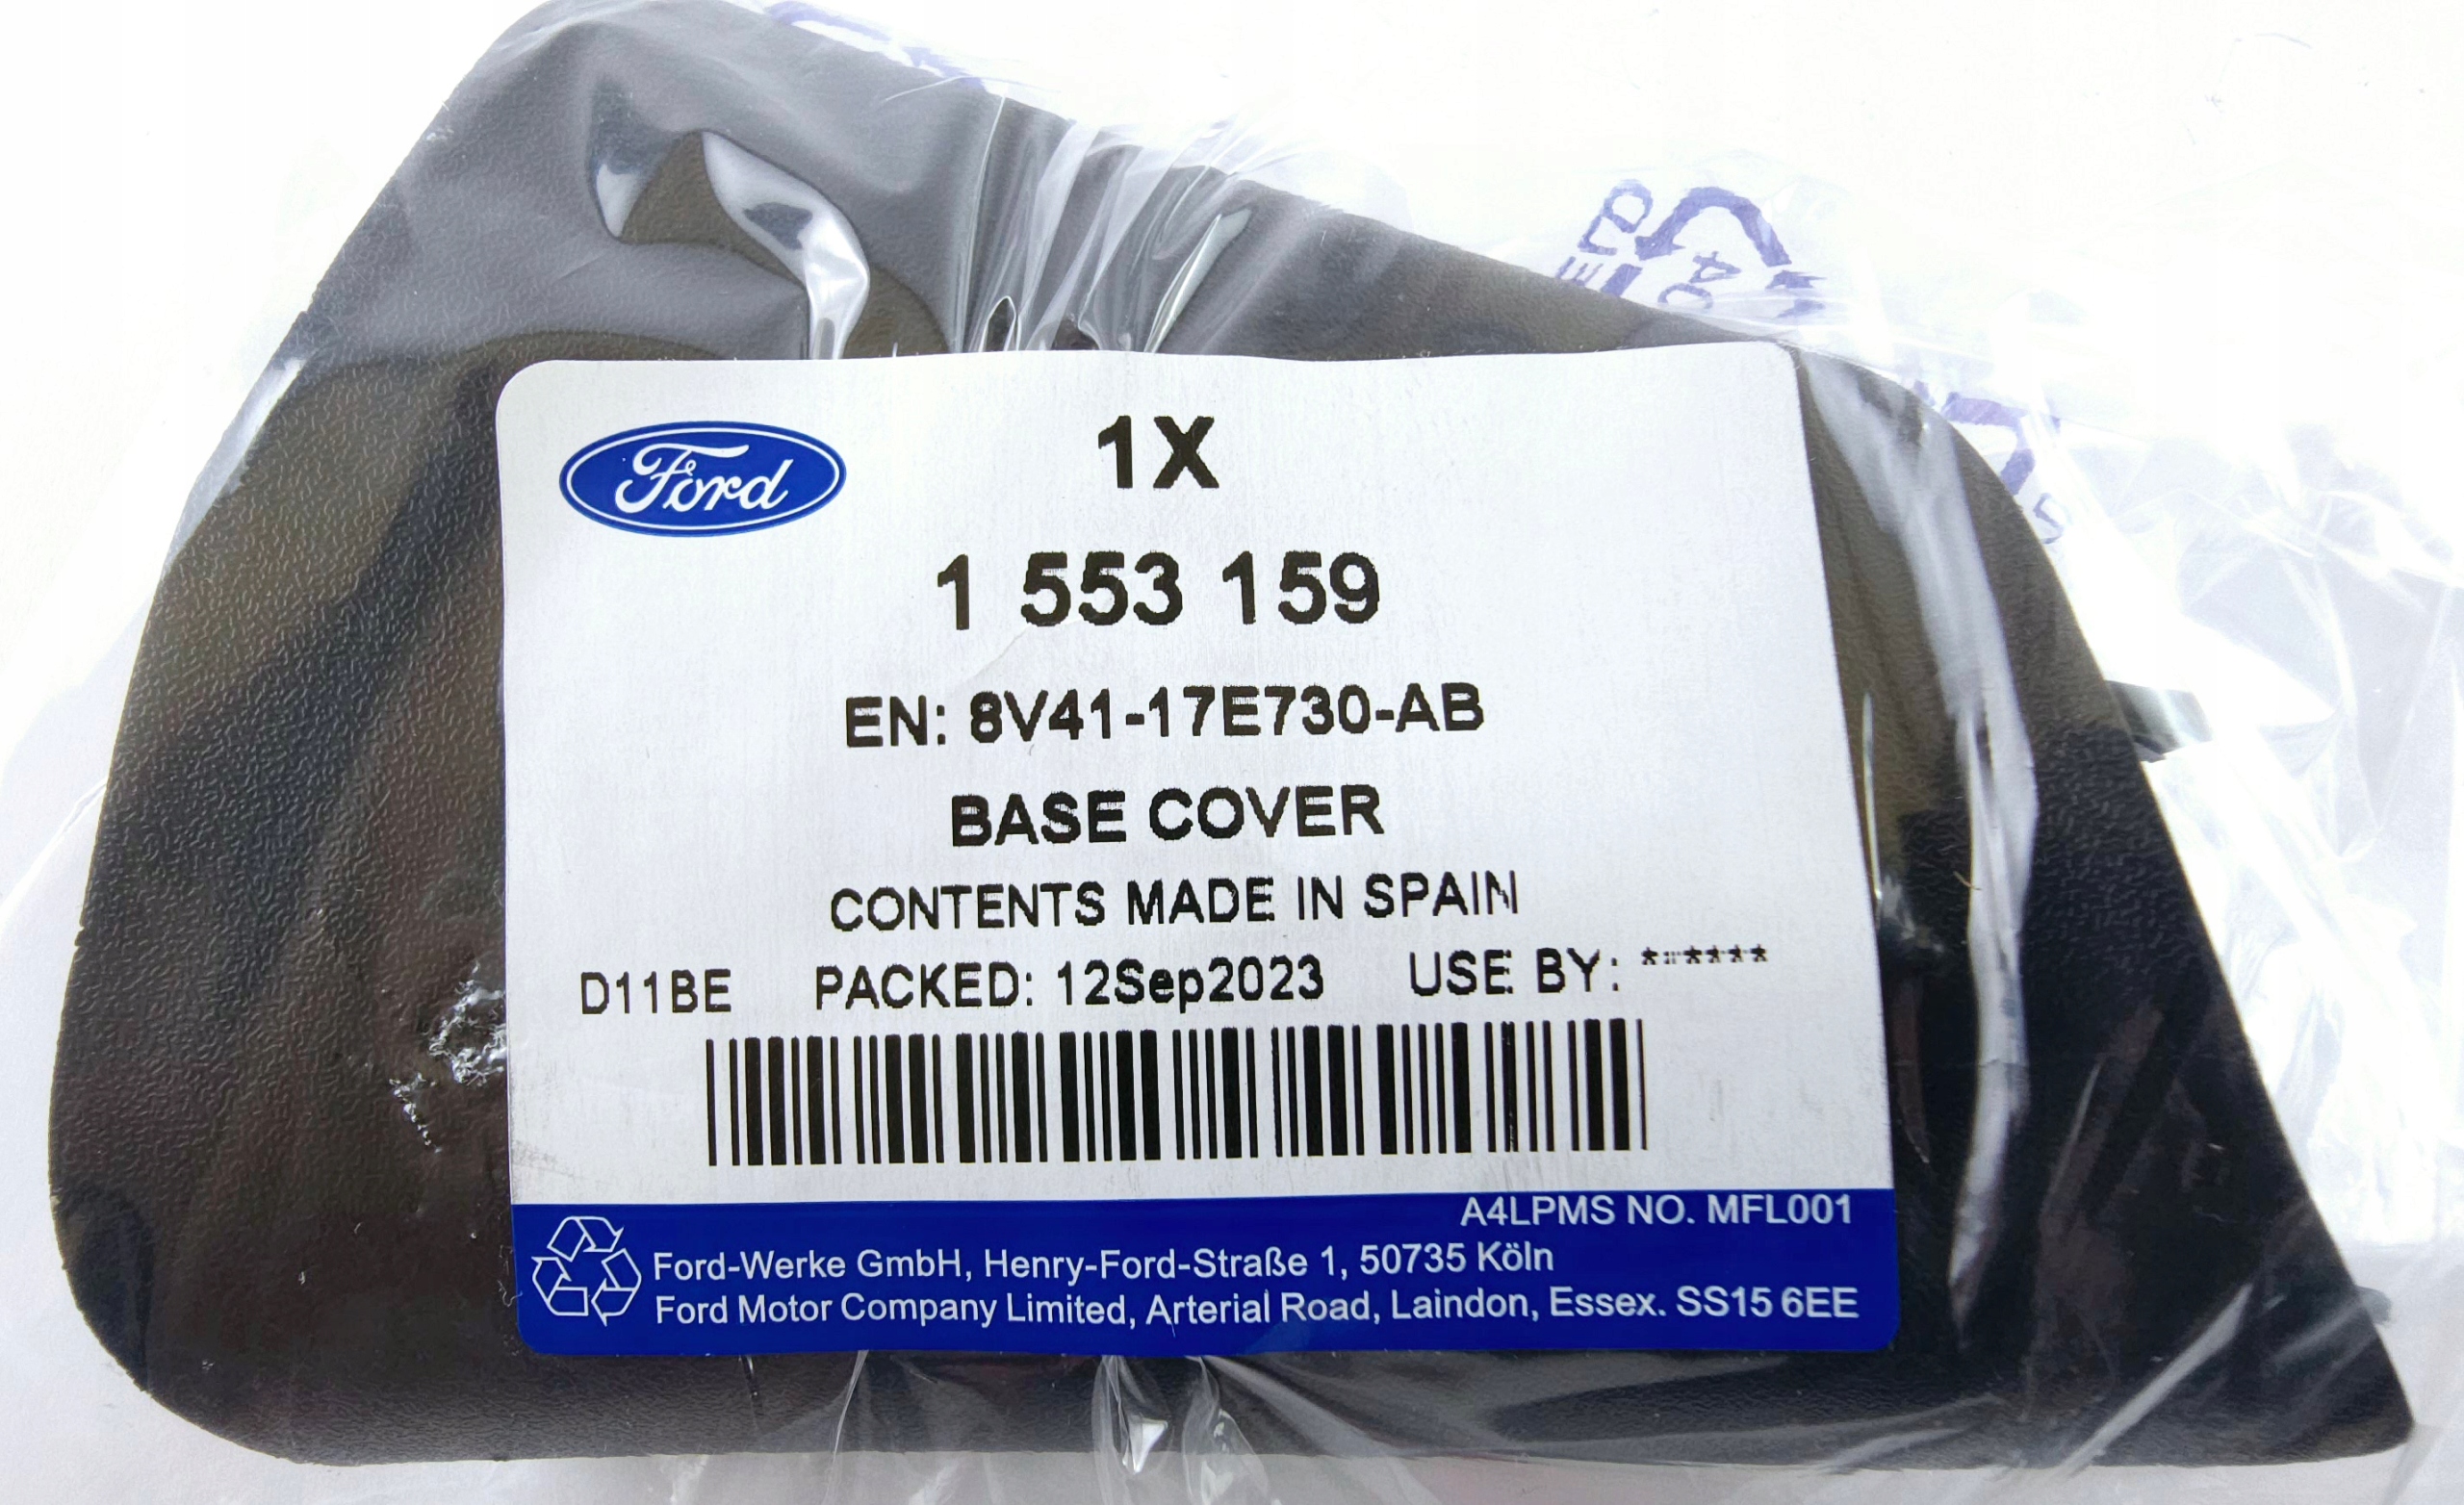 Ford
1X
1 553 159
EN: 8V41-17E730-AB
BASE COVER
CONTENTS MADE IN SPAIN
D11BE PACKED: 12Sep2023 USE BY: *******
A4LPMS NO. MFL001
Ford-Werke GmbH, Henry-Ford-Straße 1, 50735 Köln
Ford Motor Company Limited, Arterial Road, Laindon, Essex. SS15 6EE